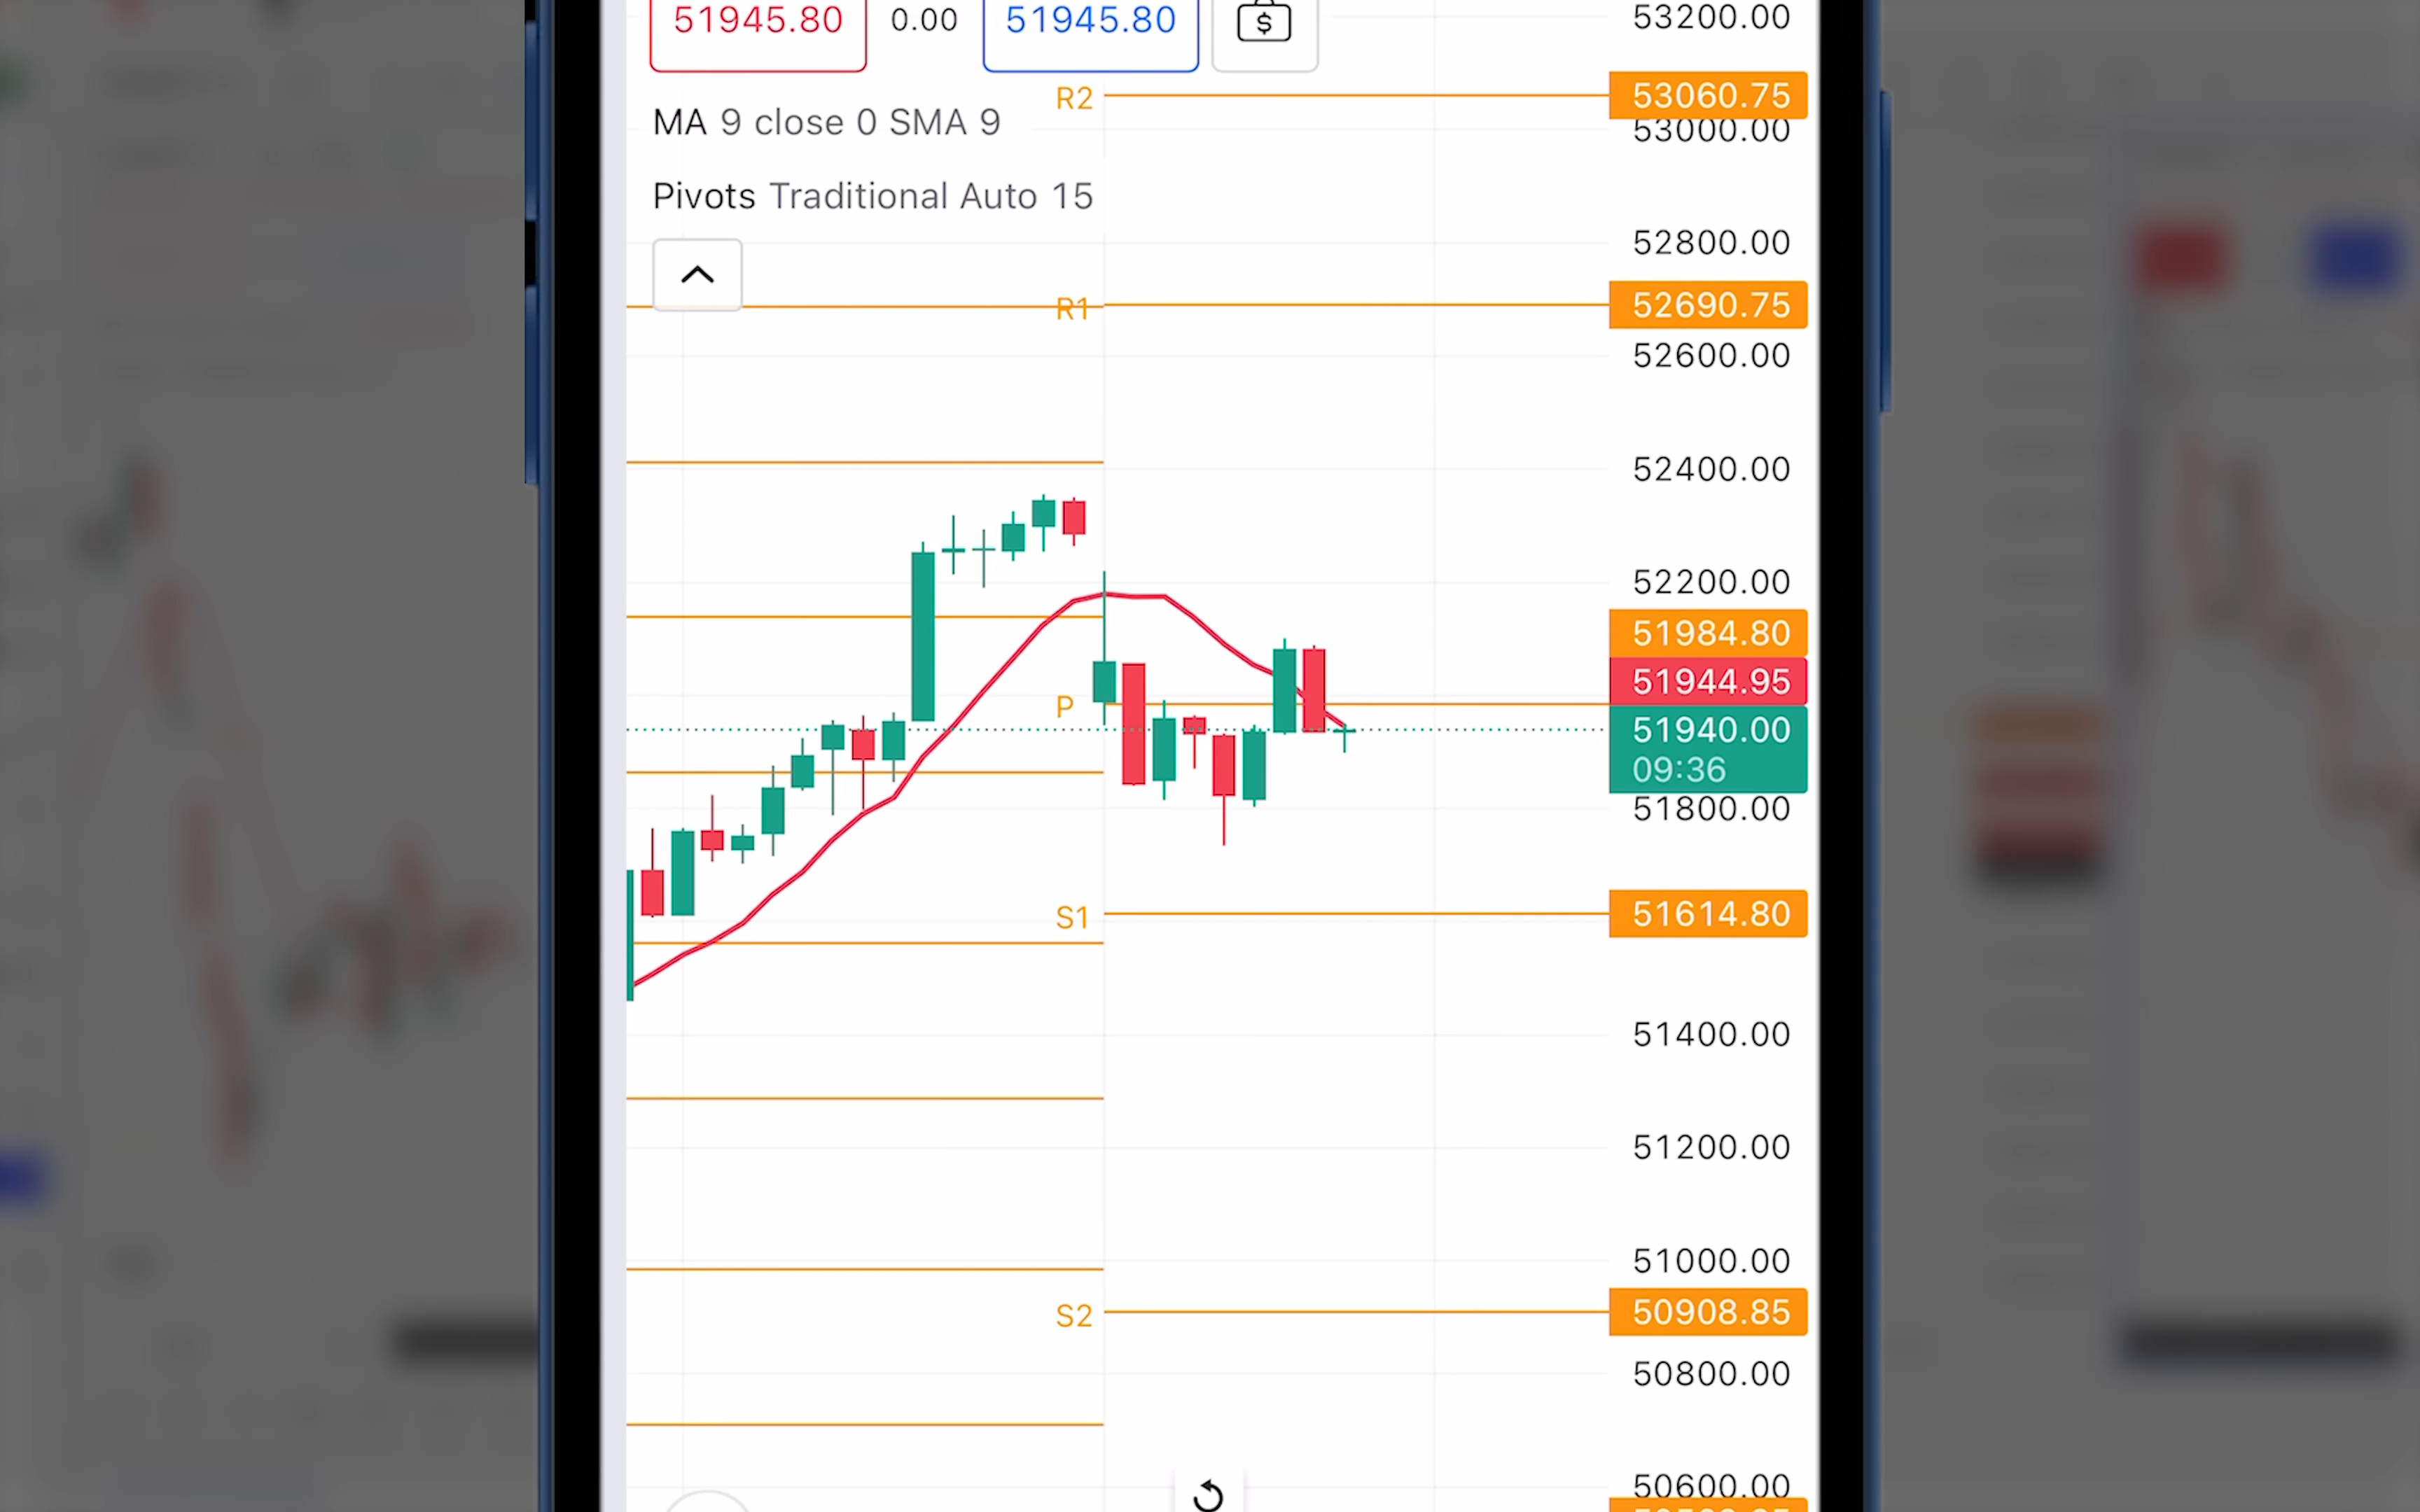 51945.80 0.00 51945.80 $
MA 9 close 0 SMA 9
Pivots Traditional Auto 15
R2
R1
P
S1
S2
53200.00
53060.75
53000.00
52800.00
52690.75
52600.00
52400.00
52200.00
51984.80
51944.95
51940.00
09:36
51800.00
51614.80
51400.00
51200.00
51000.00
50908.85
50800.00
50600.00